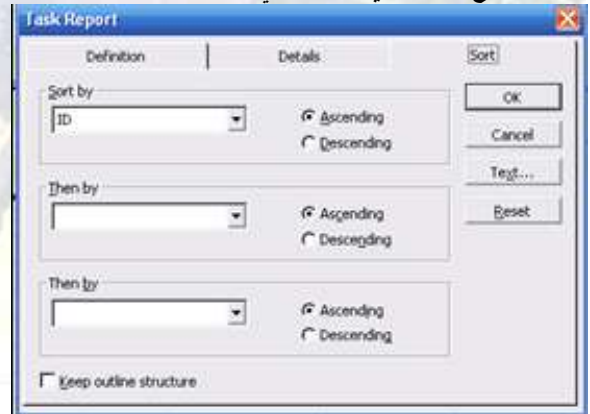 Task Report
Definition Details Sort
Sort by
ID
Ascending
Descending
Then by
Ascending
Descending
Then by
Ascending
Descending
Keep outline structure
OK
Cancel
Text...
Reset